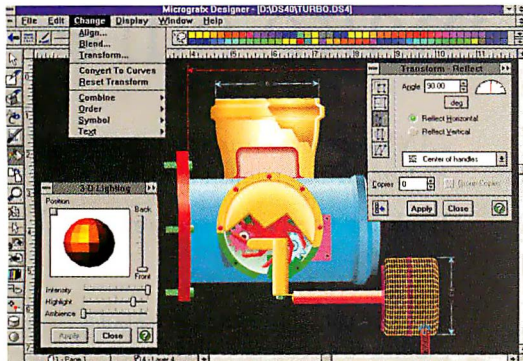 Micrografx Designer - [D:\DS40\TURBO.DS4]
File Edit Change Display Window Help
Align...
Blend...
Transform...
Convert To Curves
Reset Transform
Combine
Order
Symbol
Text
Transform - Reflect
Angle 90.00
deg
Reflect Horizontal
Reflect Vertical
Center of handles
Copies 0
Apply Close
3-D Lighting
Position
Back
Front
Intensity
Highlight
Ambience
Apply Close